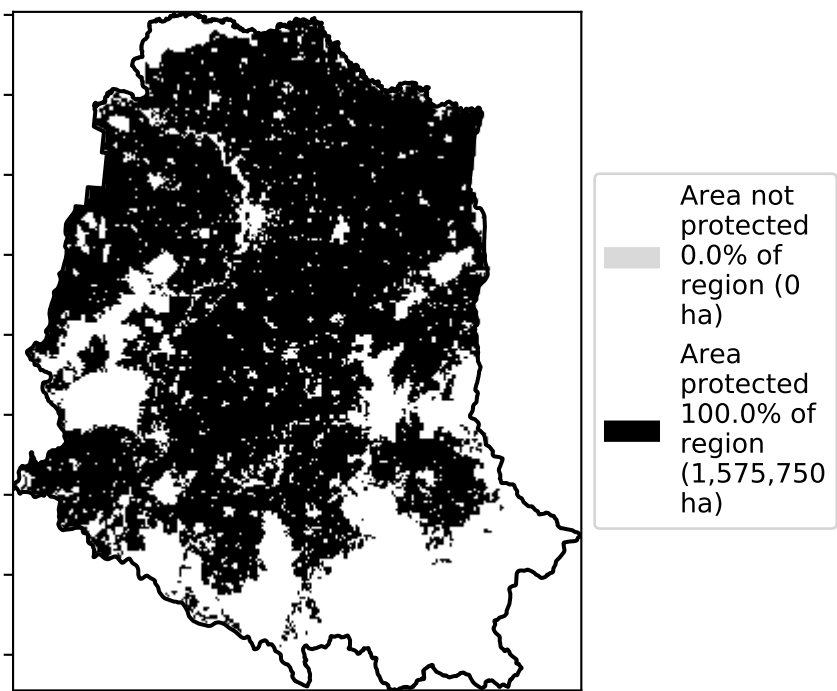 Area not
protected
0.0% of
region (0
ha)
Area
protected
100.0% of
region
(1,575,750
ha)